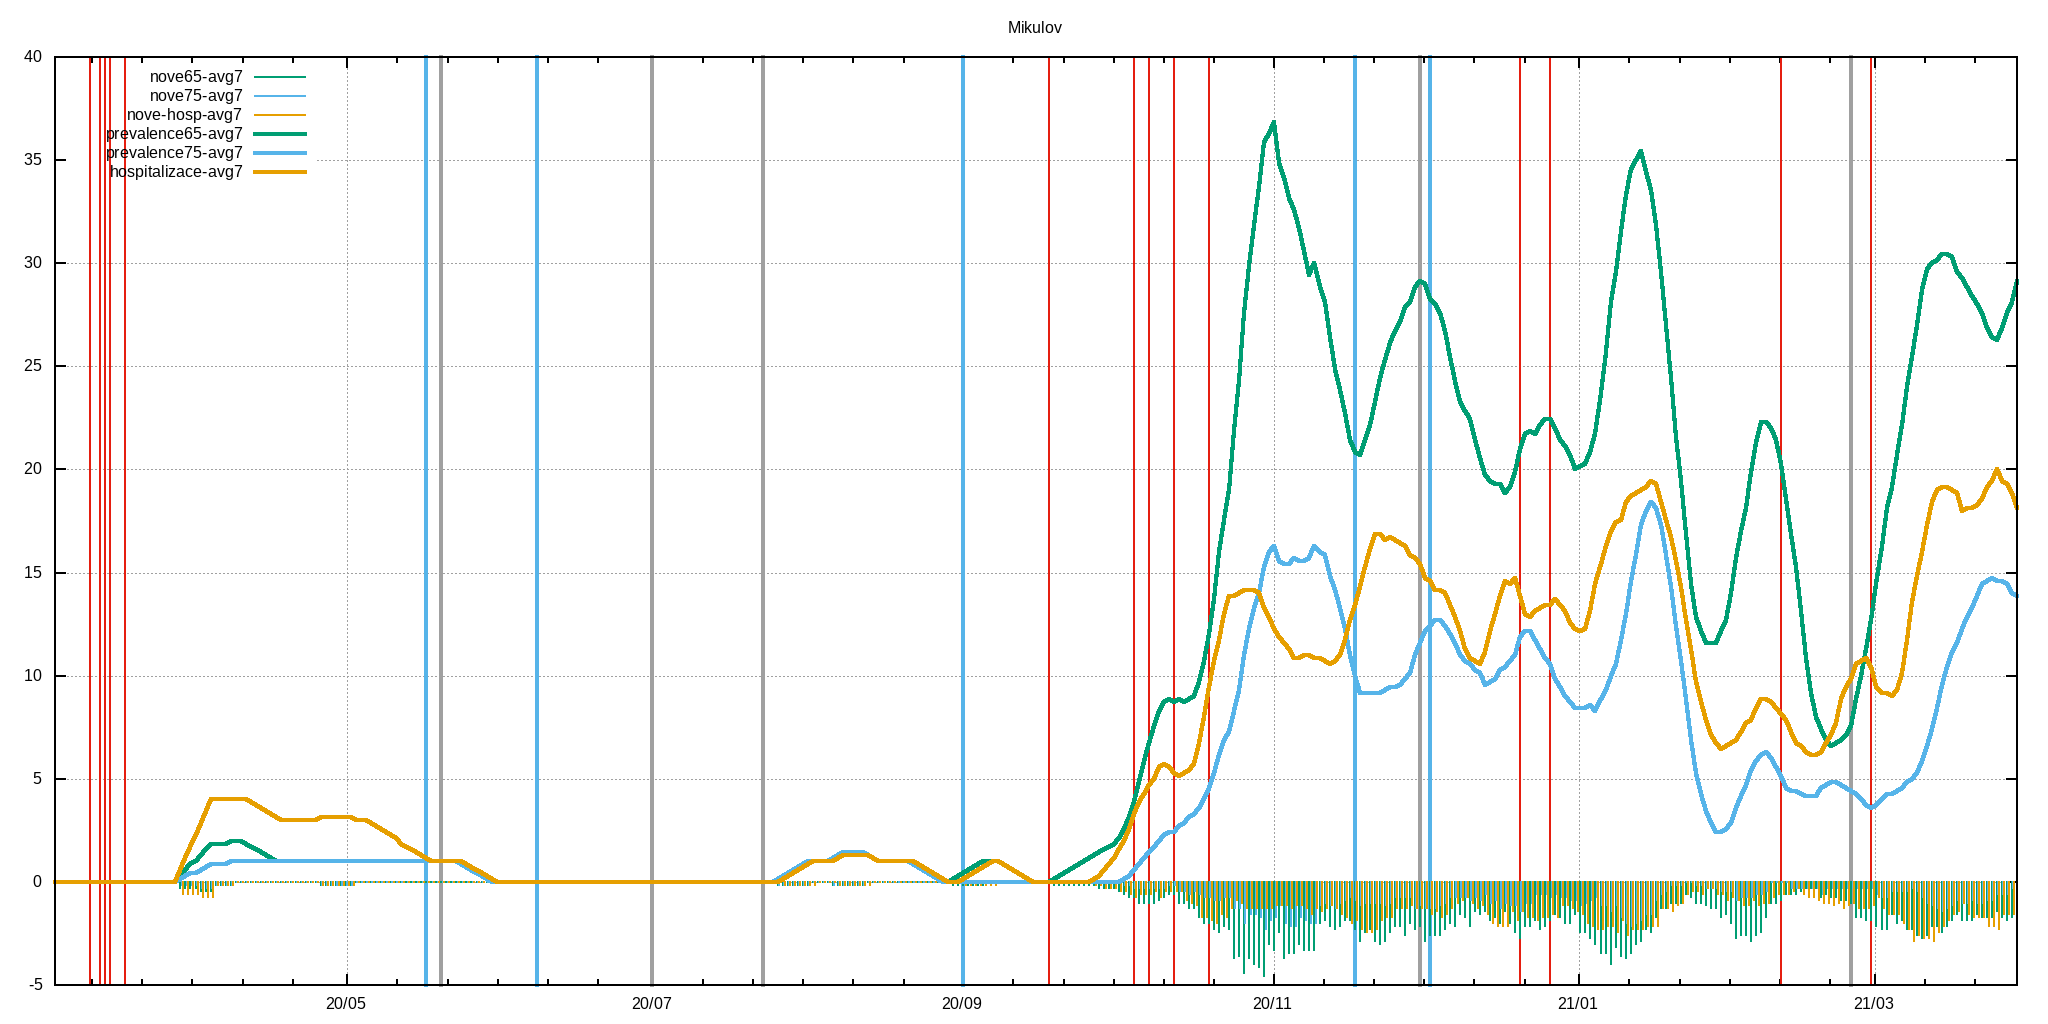 Mikulov
40
35
30
25
20
15
10
5
0
-5
nove65-avg7
nove75-avg7
nove-hosp-avg7
prevalence65-avg7
prevalence75-avg7
hospitalizace-avg7
20/05 20/07 20/09 20/11 21/01 21/03